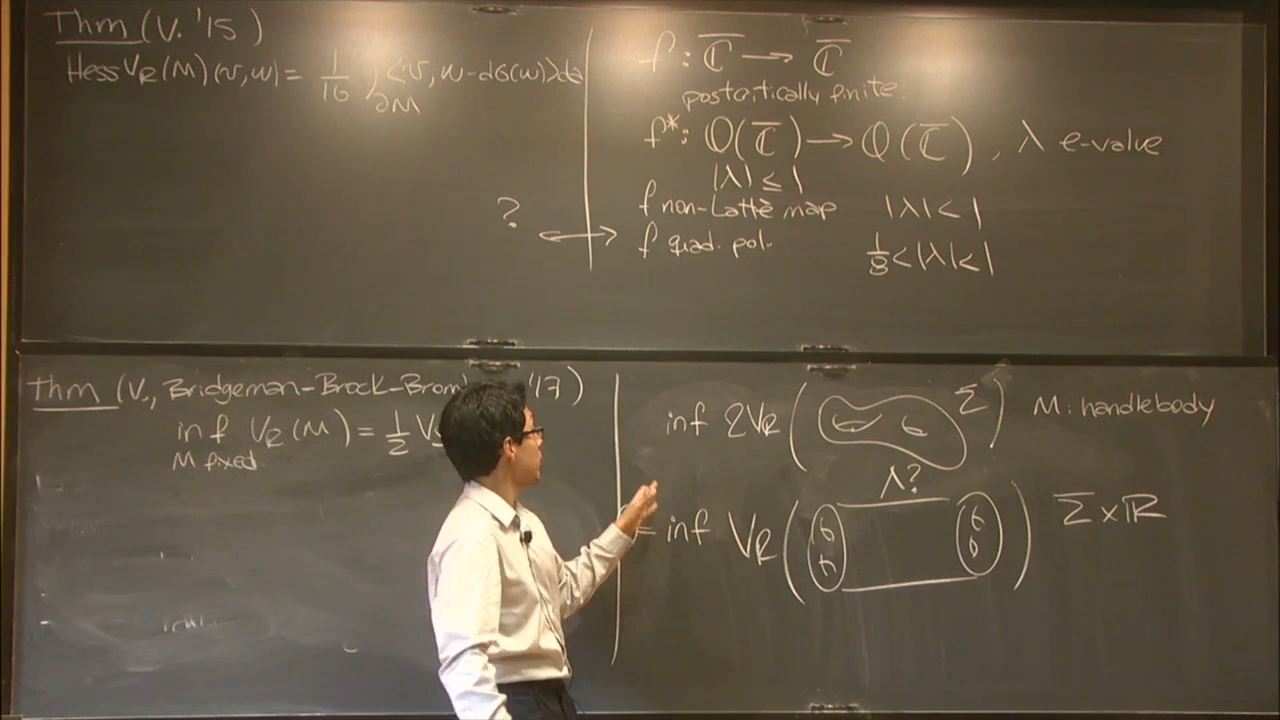 Thm (V. '15)
Hess V_R(M)(v,w) = 1/16 ∫_∂M <v, w-dG(w)>da
f : ℂ̅ → ℂ̅
postcritically finite.
f*: Q(ℂ̅) → Q(ℂ̅), λ e-value
|λ| ≤ 1
f non-Lattè map |λ| < 1
? ↔ f quad. pol. 1/8 < |λ| < 1
Thm (V., Bridgeman-Brock-Brom '17)
inf V_R(M) = 1/2 V
M fixed
inf 2V_R( Σ ) M: handlebody
λ?
= inf V_R( ) Σ×ℝ